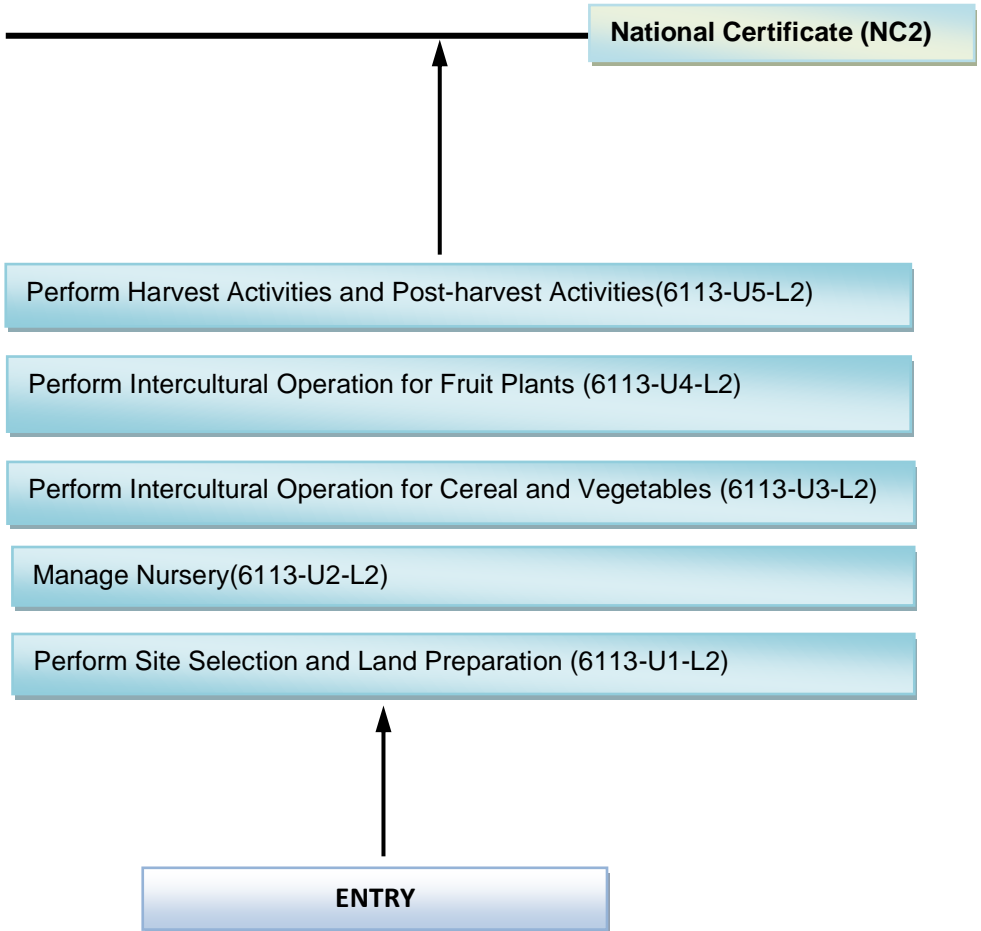 National Certificate (NC2)
Perform Harvest Activities and Post-harvest Activities(6113-U5-L2)
Perform Intercultural Operation for Fruit Plants (6113-U4-L2)
Perform Intercultural Operation for Cereal and Vegetables (6113-U3-L2)
Manage Nursery(6113-U2-L2)
Perform Site Selection and Land Preparation (6113-U1-L2)
ENTRY